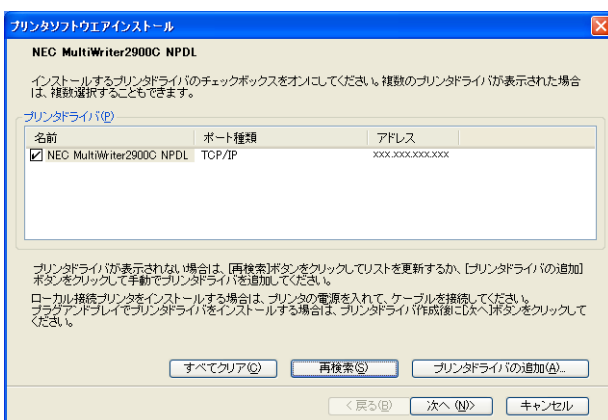 プリンタソフトウエアインストール
NEC MultiWriter2900C NPDL
インストールするプリンタドライバのチェックボックスをオンにしてください。複数のプリンタドライバが表示された場合
は、複数選択することもできます。
プリンタドライバ(P)
名前 ポート種類 アドレス
NEC MultiWriter2900C NPDL TCP/IP xxx.xxx.xxx.xxx
プリンタドライバが表示されない場合は、[再検索]ボタンをクリックしてリストを更新するか、[プリンタドライバの追加]
ボタンをクリックして手動でプリンタドライバを追加してください。
ローカル接続プリンタをインストールする場合は、プリンタの電源を入れて、ケーブルを接続してください。
プラグアンドプレイでプリンタドライバをインストールする場合は、プリンタドライバ作成後に[次へ]ボタンをクリックして
ください。
すべてクリア(C) 再検索(S) プリンタドライバの追加(A)...
< 戻る(B) 次へ (N)> キャンセル